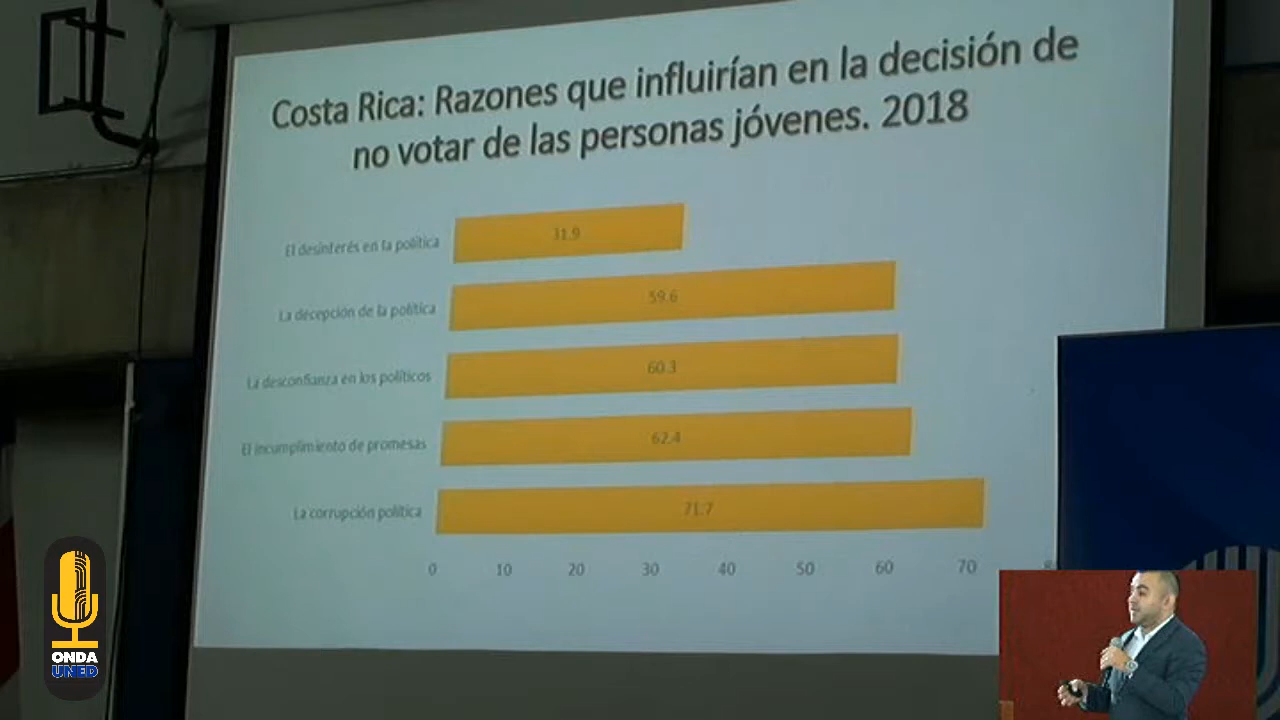 Costa Rica: Razones que influirían en la decisión de
no votar de las personas jóvenes. 2018
El desinterés en la política 31.9
La decepción de la política 59.6
La desconfianza en los políticos 60.3
El incumplimiento de promesas 62.4
La corrupción política 71.7
0 10 20 30 40 50 60 70
ONDA
UNED